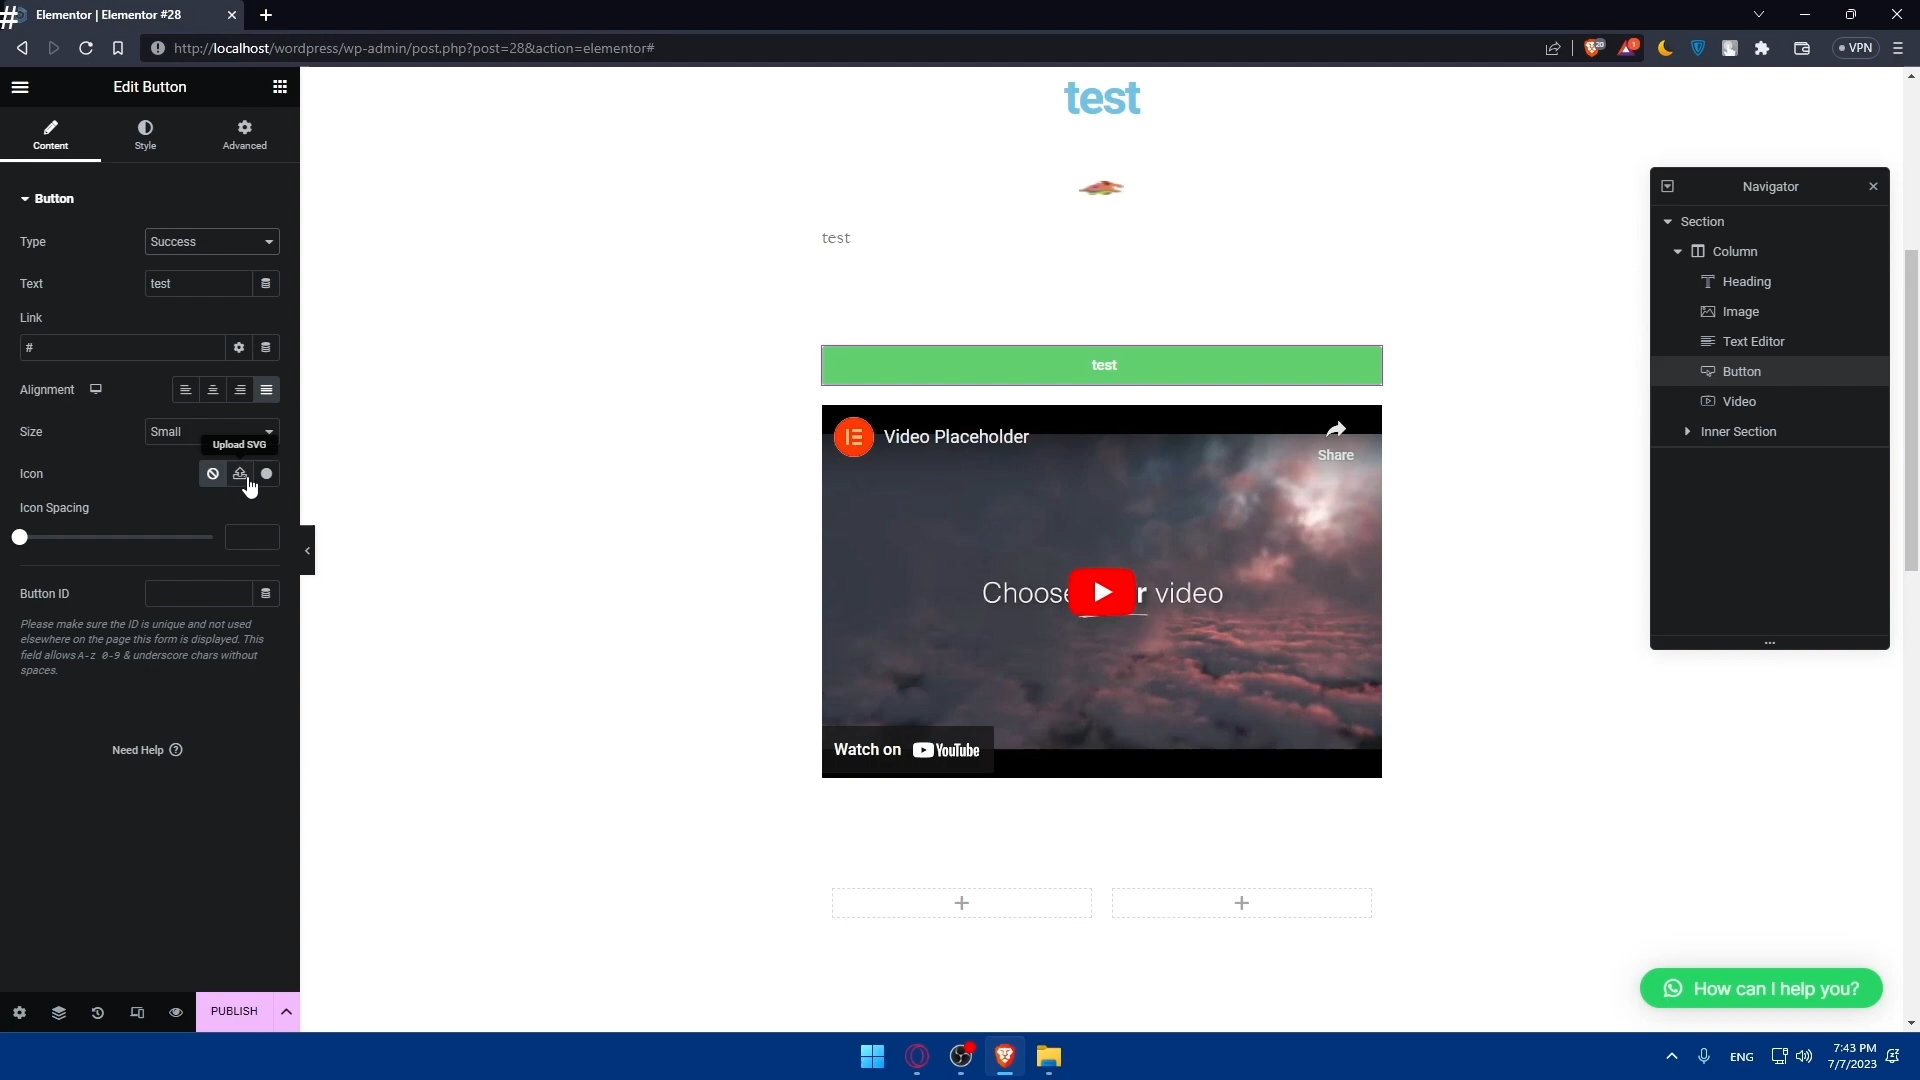 #
Elementor | Elementor #28
http://localhost/wordpress/wp-admin/post.php?post=28&action=elementor#
20
1
VPN
Edit Button
Content
Style
Advanced
Button
Type
Success
Text
test
Link
#
Alignment
Size
Small
Upload SVG
Icon
Icon Spacing
Button ID
Please make sure the ID is unique and not used
elsewhere on the page this form is displayed. This
field allows A-z 0-9 & underscore chars without
spaces.
Need Help
PUBLISH
test
test
test
Video Placeholder
Share
Choose r video
Watch on YouTube
Navigator
Section
Column
Heading
Image
Text Editor
Button
Video
Inner Section
How can I help you?
ENG
7:43 PM
7/7/2023